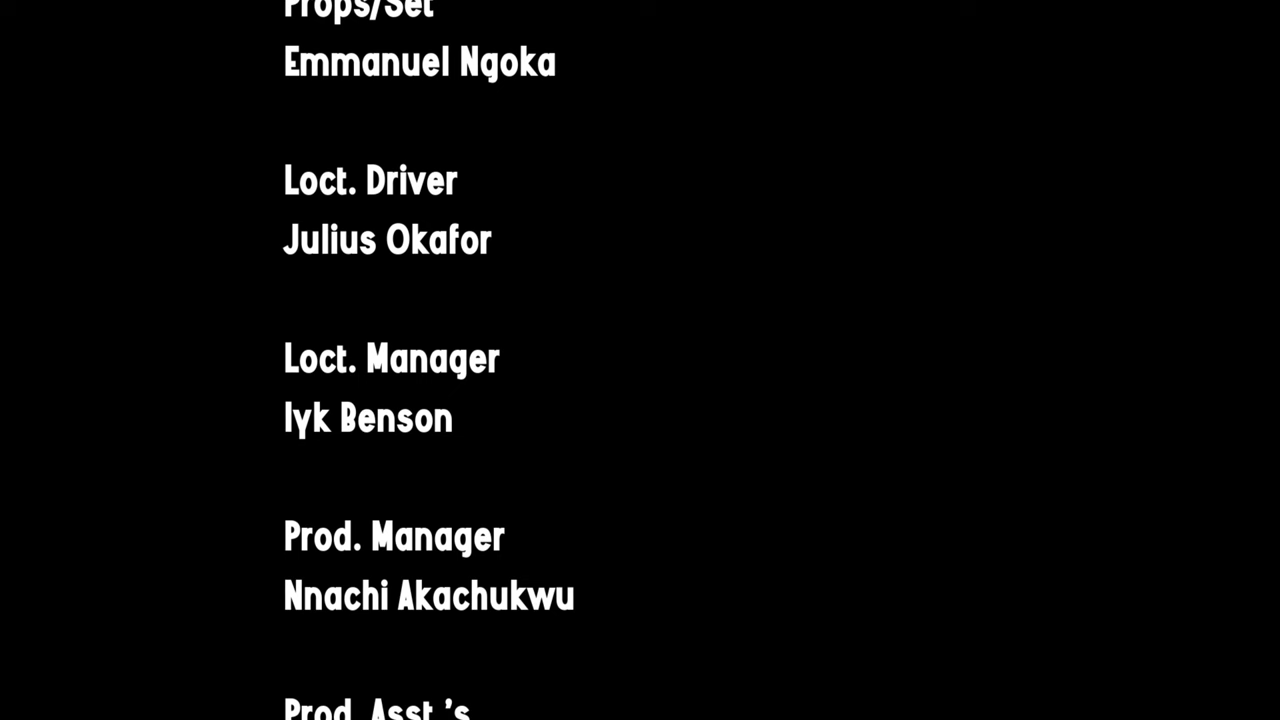 Props/Set
Emmanuel Ngoka
Loct. Driver
Julius Okafor
Loct. Manager
Iyk Benson
Prod. Manager
Nnachi Akachukwu
Prod. Asst.'s